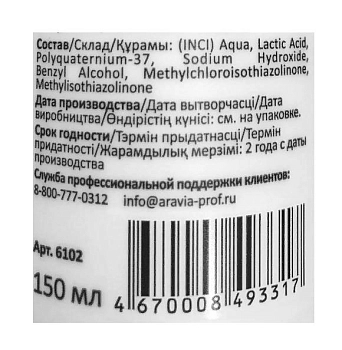 Состав/Склад/Құрамы: (INCI) Aqua, Lactic Acid,
Polyquaternium-37, Sodium Hydroxide,
Benzyl Alcohol, Methylchloroisothiazolinone,
Methylisothiazolinone
Дата производства/Дата вытворчасці/Дата
виробництва/Өндірістің күнісі: см. на упаковке.
Срок годности/Тэрмін прыдатнасці/Термін
придатності/Жарамдылық мерзімі: 2 года с даты
производства
Служба профессиональной поддержки клиентов:
8-800-777-0312 info@aravia-prof.ru
Арт. 6102
150 мл
4 670008 493317